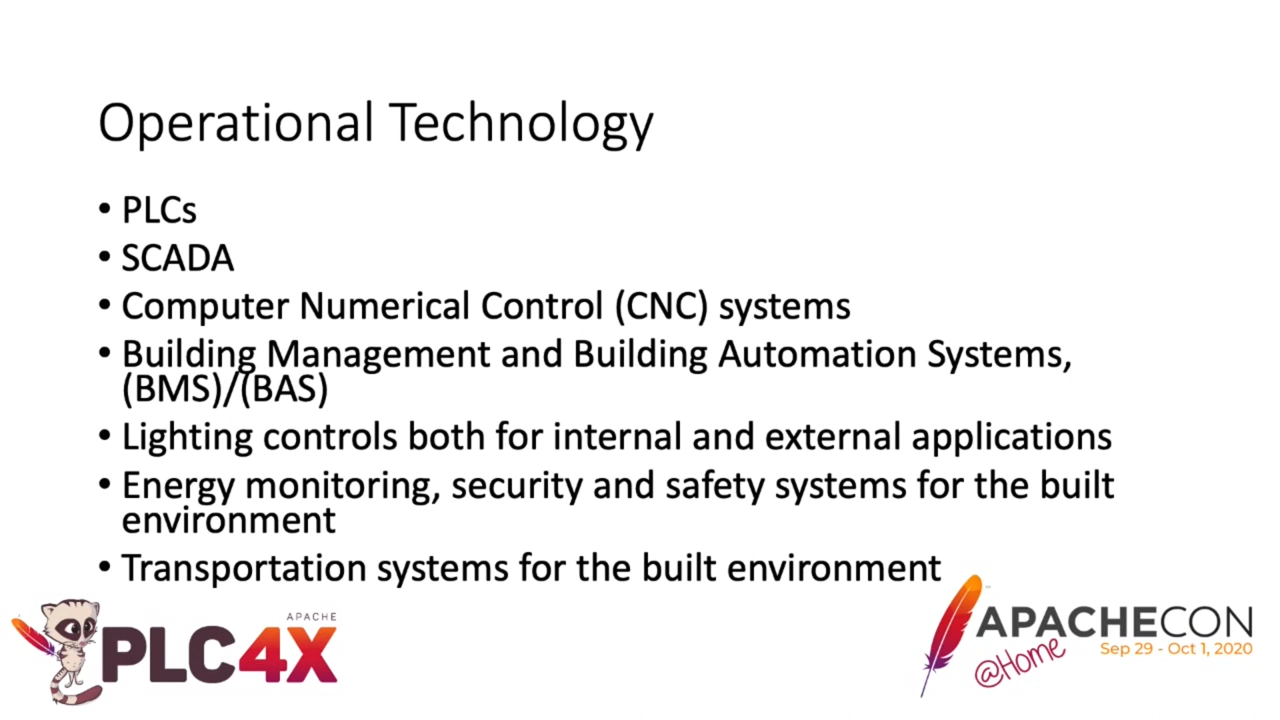 Operational Technology
• PLCs
• SCADA
• Computer Numerical Control (CNC) systems
• Building Management and Building Automation Systems,
(BMS)/(BAS)
• Lighting controls both for internal and external applications
• Energy monitoring, security and safety systems for the built
environment
• Transportation systems for the built environment
APACHE
PLC4X
APACHECON
@Home
Sep 29 - Oct 1, 2020